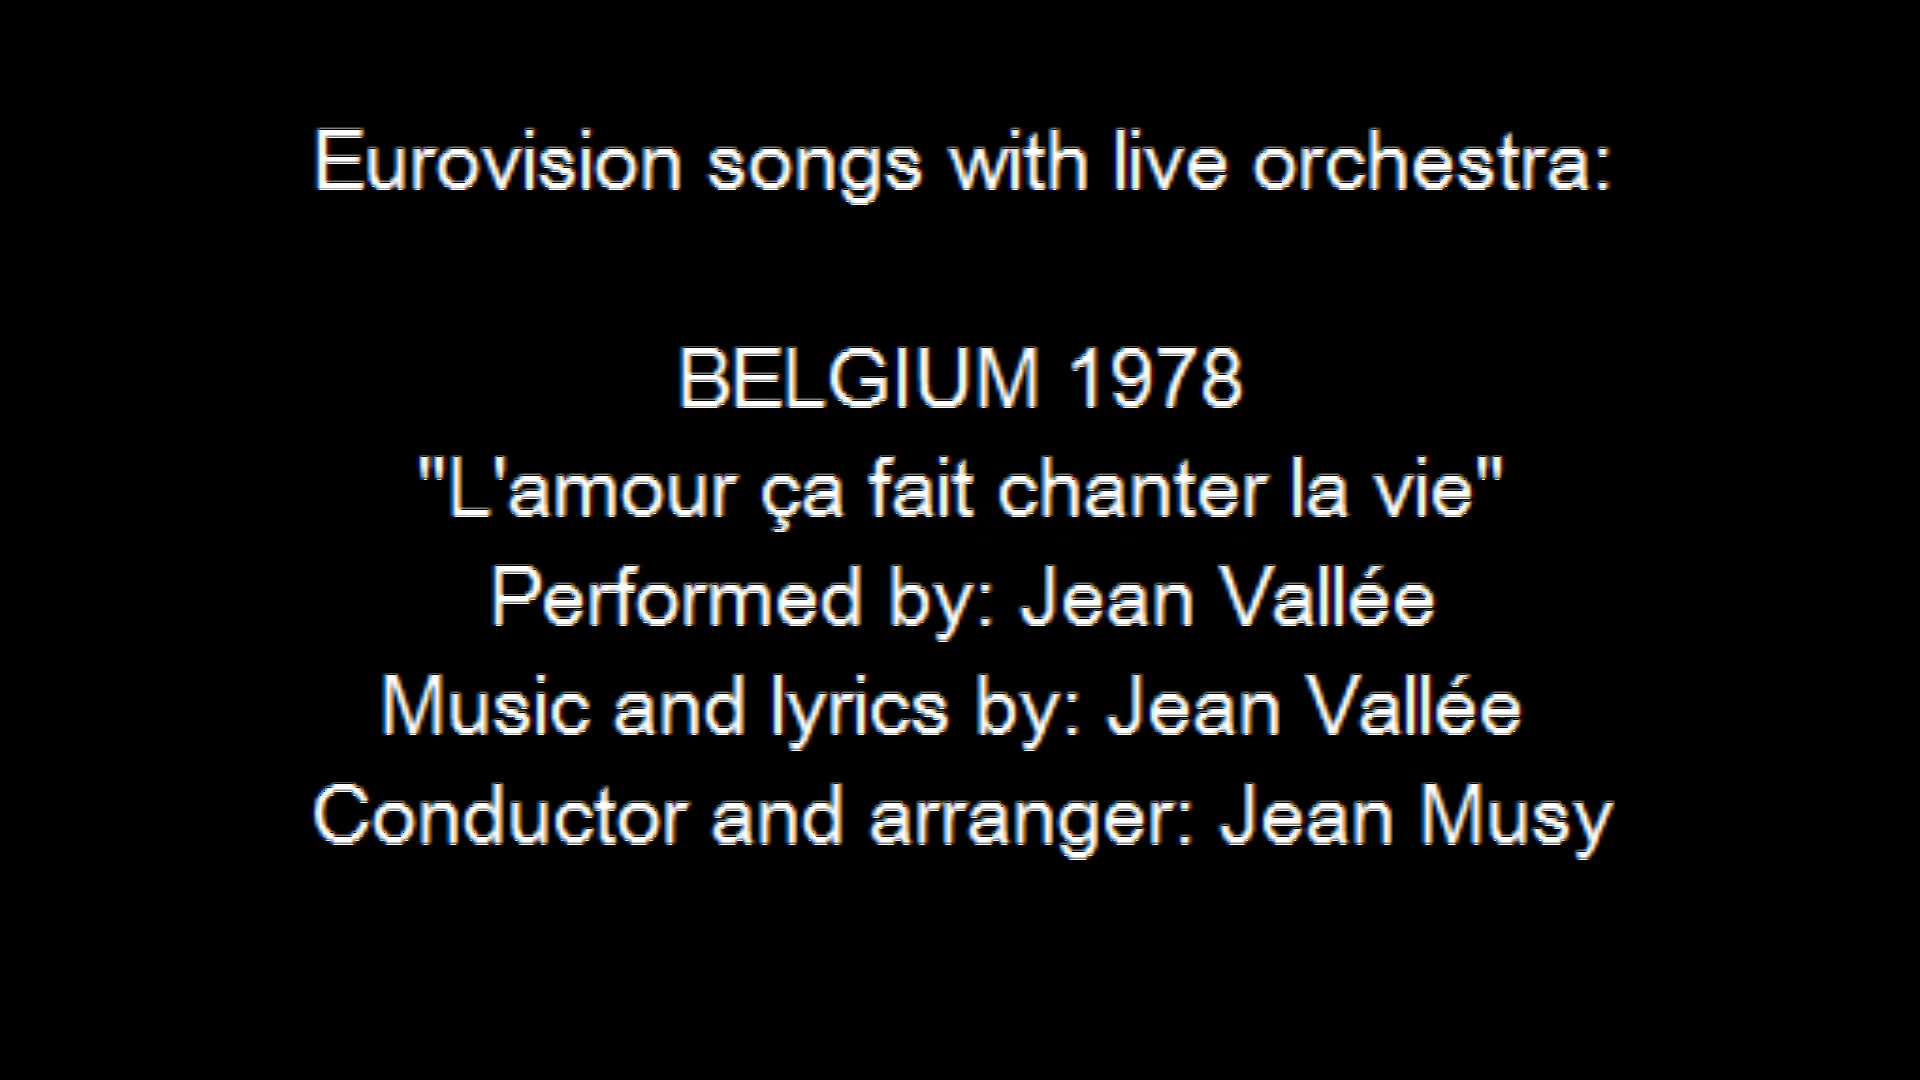 Eurovision songs with live orchestra:
BELGIUM 1978
"L'amour ça fait chanter la vie"
Performed by: Jean Vallée
Music and lyrics by: Jean Vallée
Conductor and arranger: Jean Musy